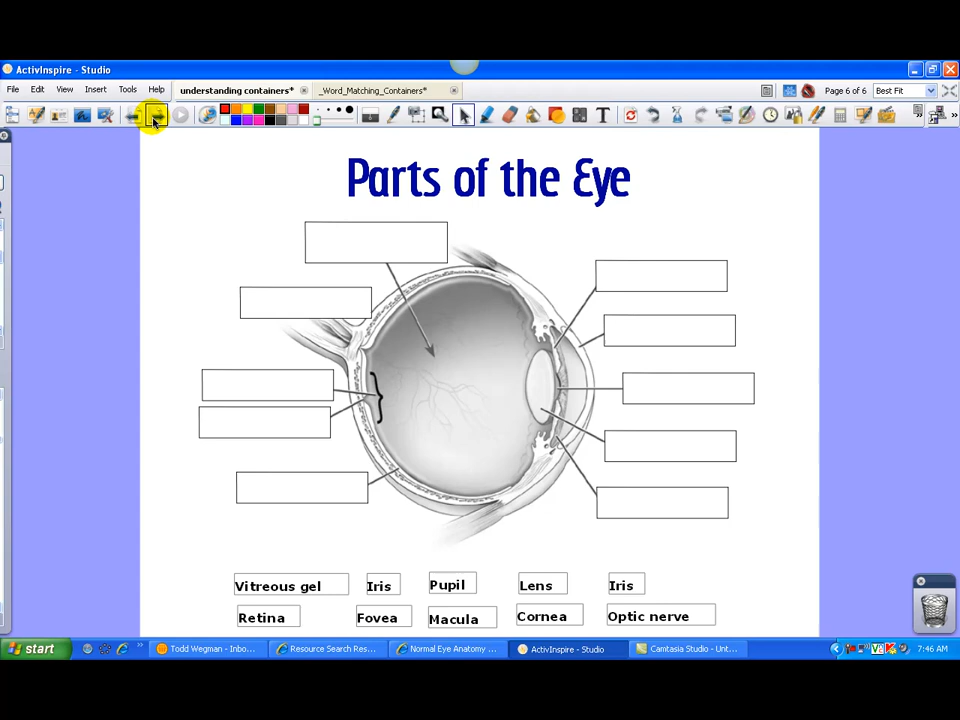 ActivInspire - Studio
File Edit View Insert Tools Help
understanding containers* _Word_Matching_Containers*
Page 6 of 6 Best Fit
Parts of the Eye
Vitreous gel Iris Pupil Lens Iris
Retina Fovea Macula Cornea Optic nerve
start Todd Wegman - Inbo... Resource Search Res... Normal Eye Anatomy ... ActivInspire - Studio Camtasia Studio - Unt... 7:46 AM